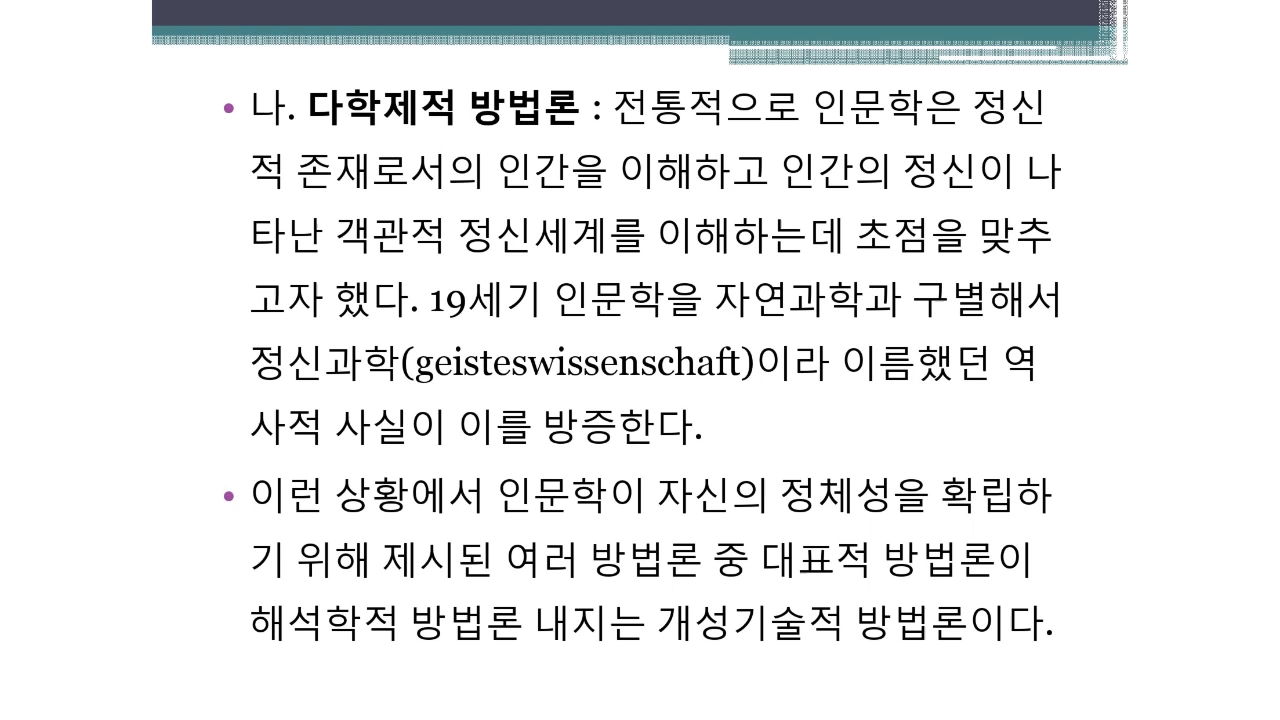 • 나. 다학제적 방법론 : 전통적으로 인문학은 정신
적 존재로서의 인간을 이해하고 인간의 정신이 나
타난 객관적 정신세계를 이해하는데 초점을 맞추
고자 했다. 19세기 인문학을 자연과학과 구별해서
정신과학(geisteswissenschaft)이라 이름했던 역
사적 사실이 이를 방증한다.
• 이런 상황에서 인문학이 자신의 정체성을 확립하
기 위해 제시된 여러 방법론 중 대표적 방법론이
해석학적 방법론 내지는 개성기술적 방법론이다.